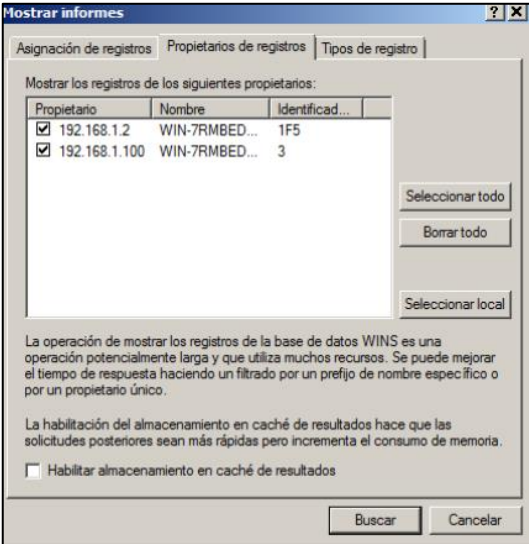 Mostrar informes
Asignación de registros Propietarios de registros Tipos de registro
Mostrar los registros de los siguientes propietarios:
Propietario Nombre Identificad...
192.168.1.2 WIN-7RMBED... 1F5
192.168.1.100 WIN-7RMBED... 3
Seleccionar todo
Borrar todo
Seleccionar local
La operación de mostrar los registros de la base de datos WINS es una
operación potencialmente larga y que utiliza muchos recursos. Se puede mejorar
el tiempo de respuesta haciendo un filtrado por un prefijo de nombre específico o
por un propietario único.
La habilitación del almacenamiento en caché de resultados hace que las
solicitudes posteriores sean más rápidas pero incrementa el consumo de memoria.
Habilitar almacenamiento en caché de resultados
Buscar Cancelar